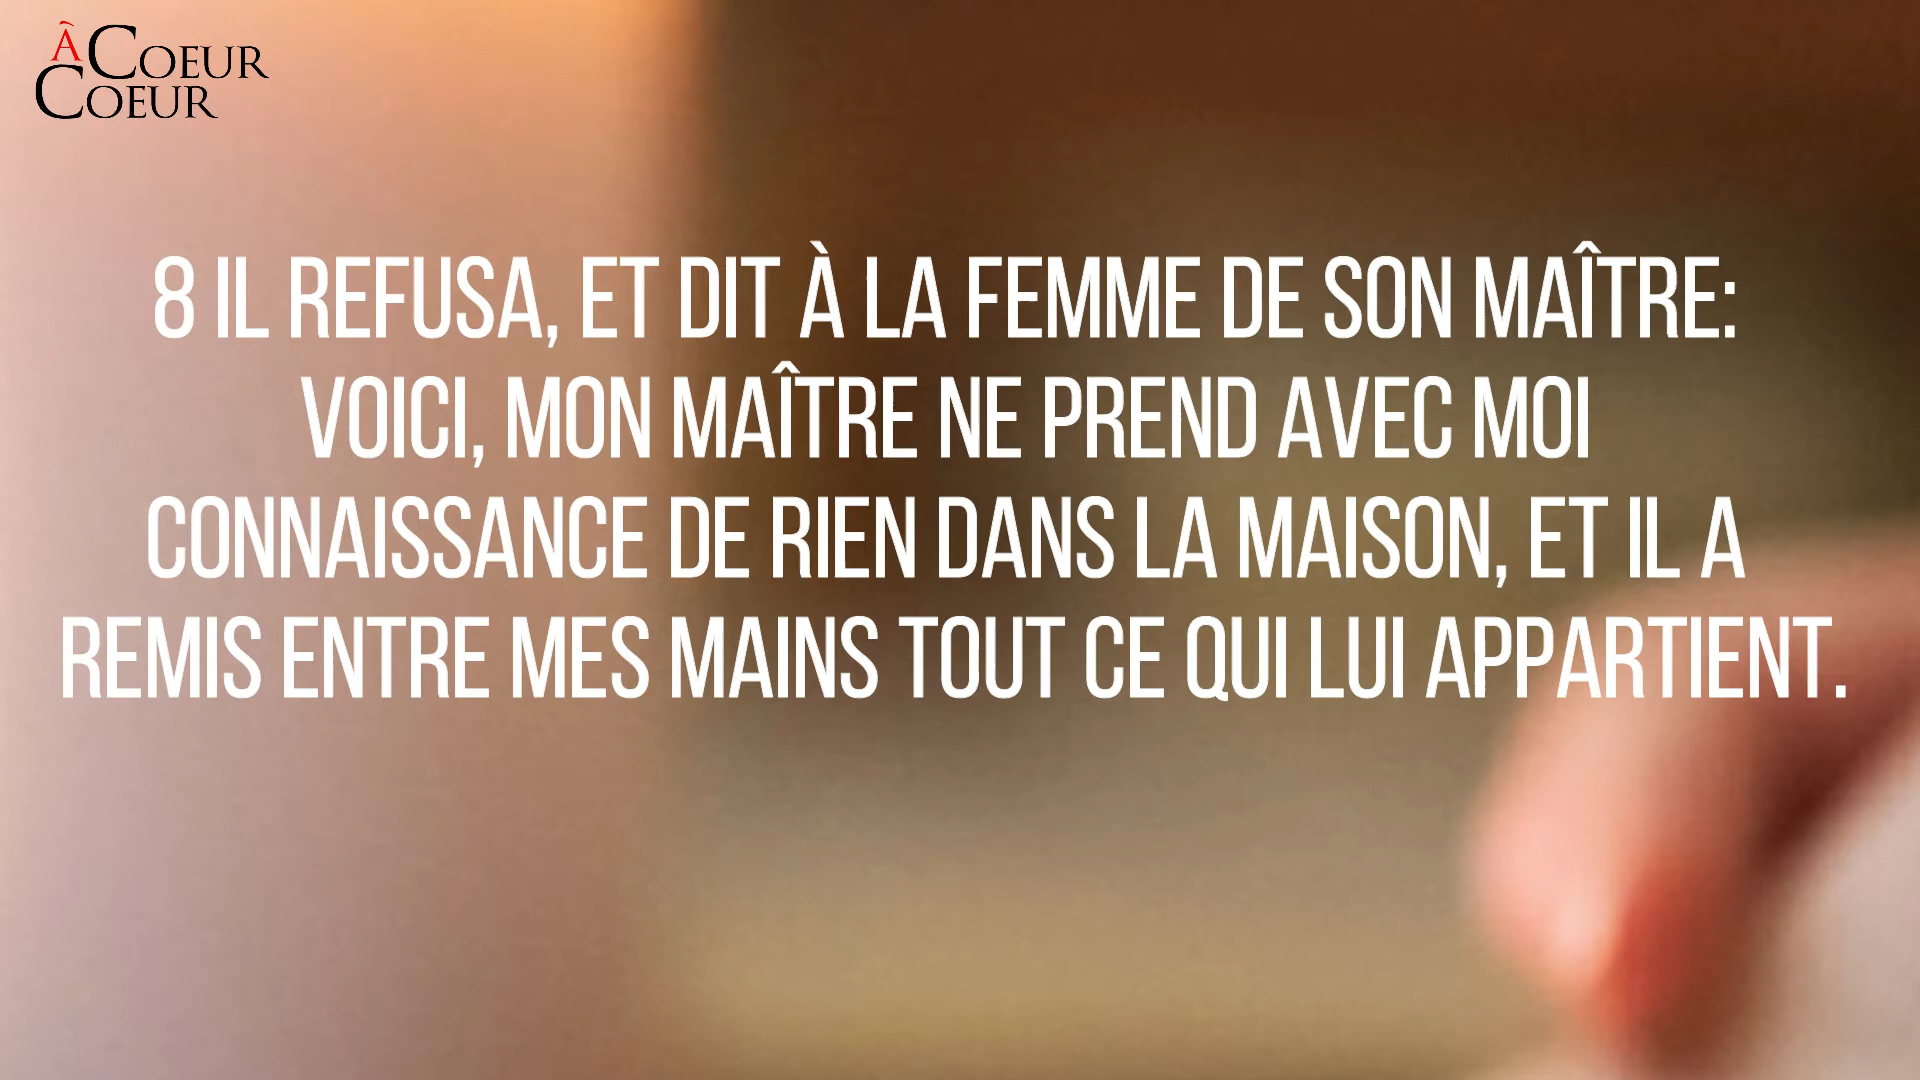 À COEUR
COEUR
8 IL REFUSA, ET DIT À LA FEMME DE SON MAÎTRE:
VOICI, MON MAÎTRE NE PREND AVEC MOI
CONNAISSANCE DE RIEN DANS LA MAISON, ET IL A
REMIS ENTRE MES MAINS TOUT CE QUI LUI APPARTIENT.